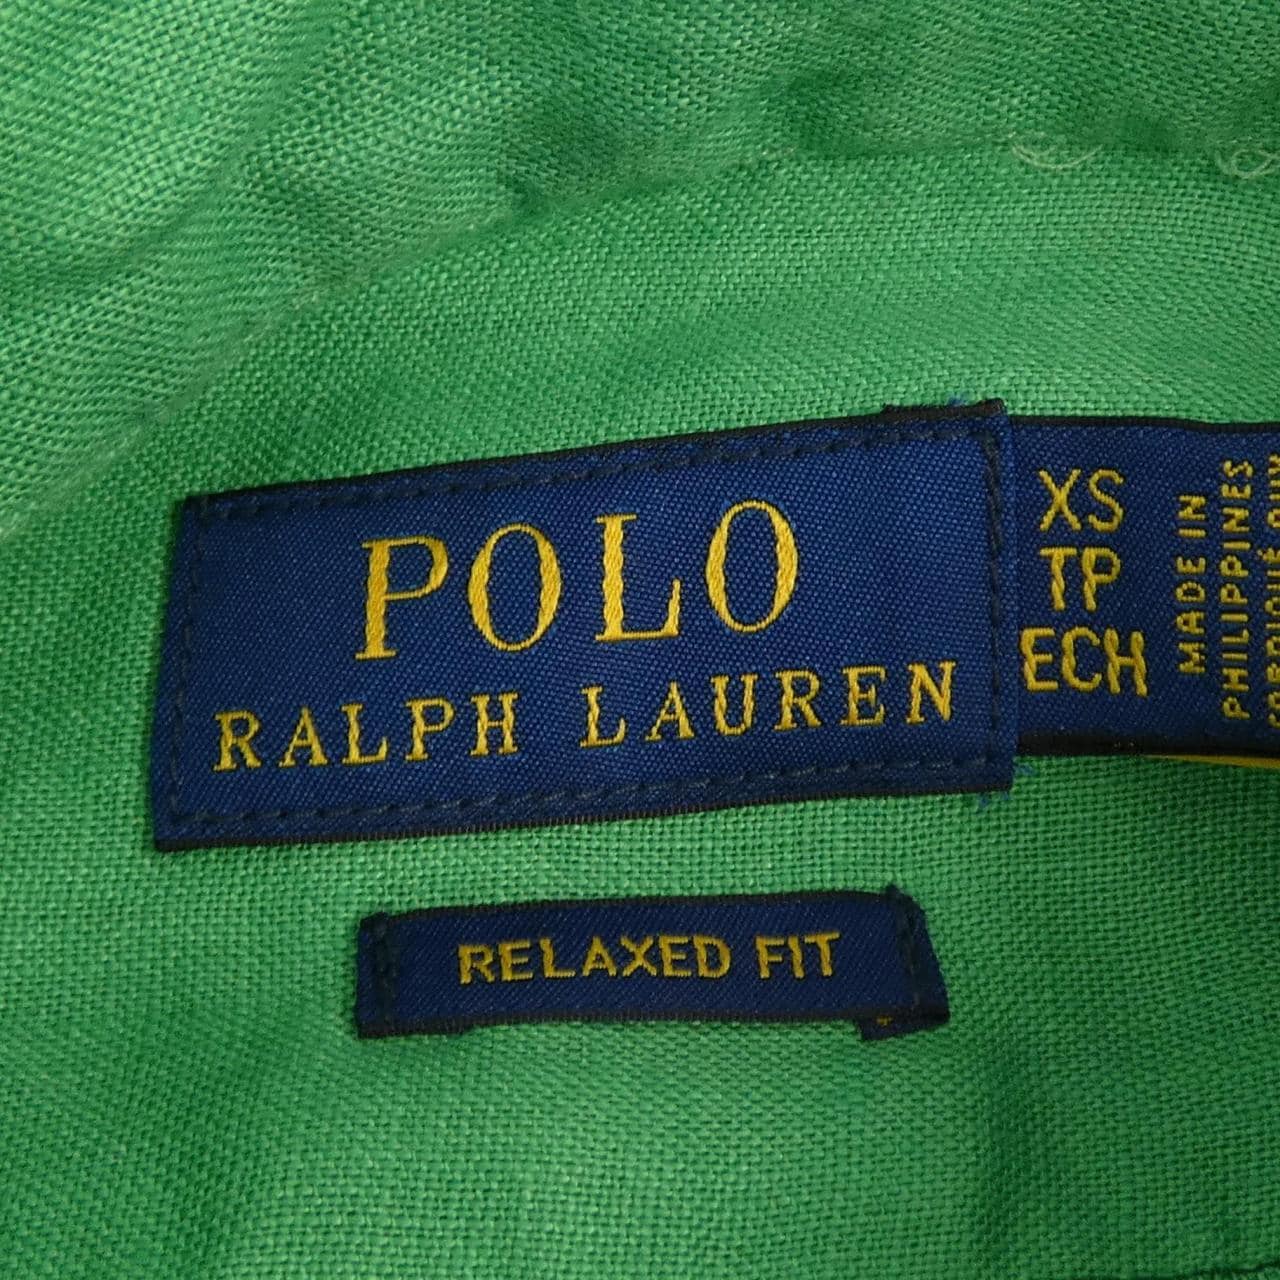 POLO
RALPH LAUREN
XS
TP
ECH
MADE IN
PHILIPPINES
RELAXED FIT